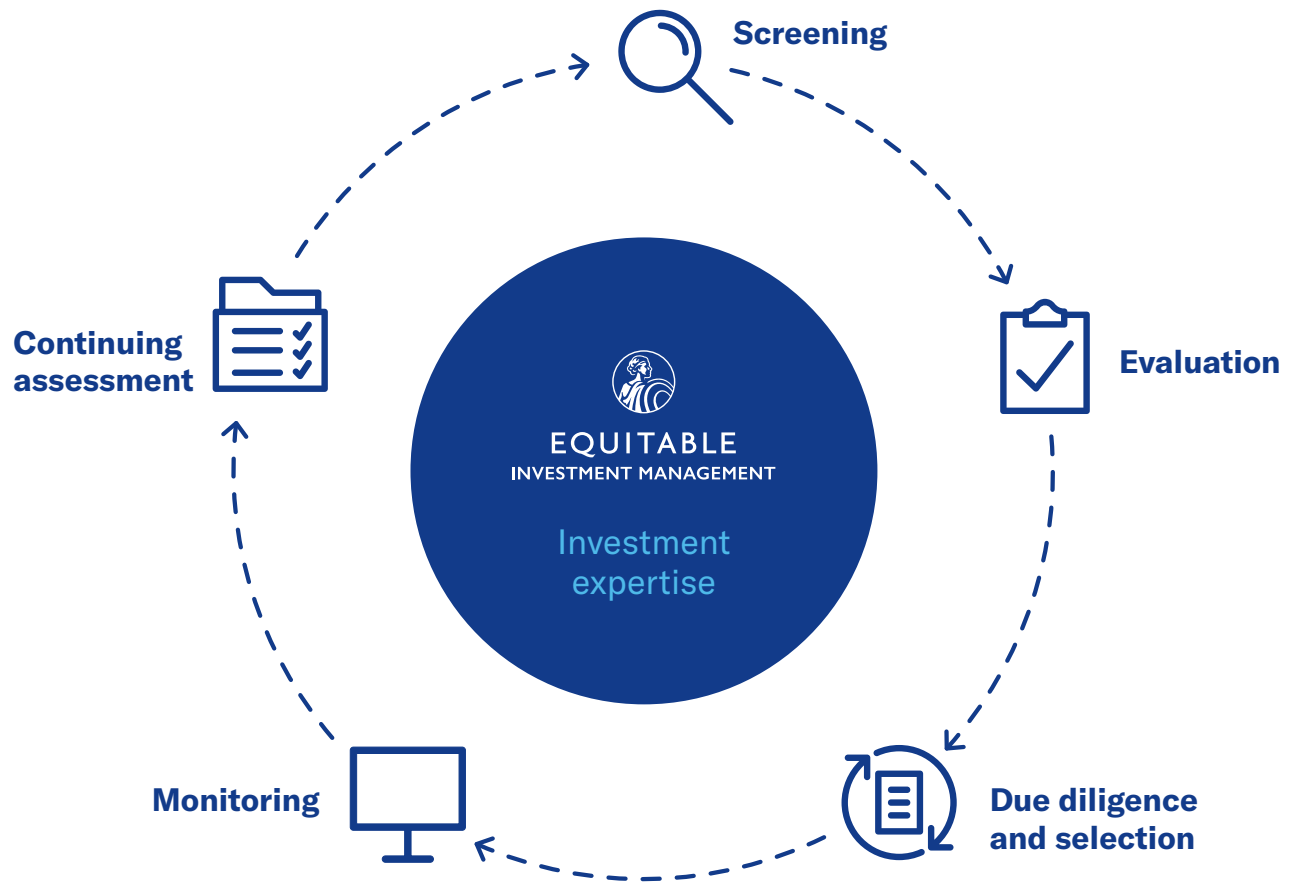 Screening
Evaluation
Due diligence
and selection
Monitoring
Continuing
assessment
EQUITABLE
INVESTMENT MANAGEMENT
Investment
expertise